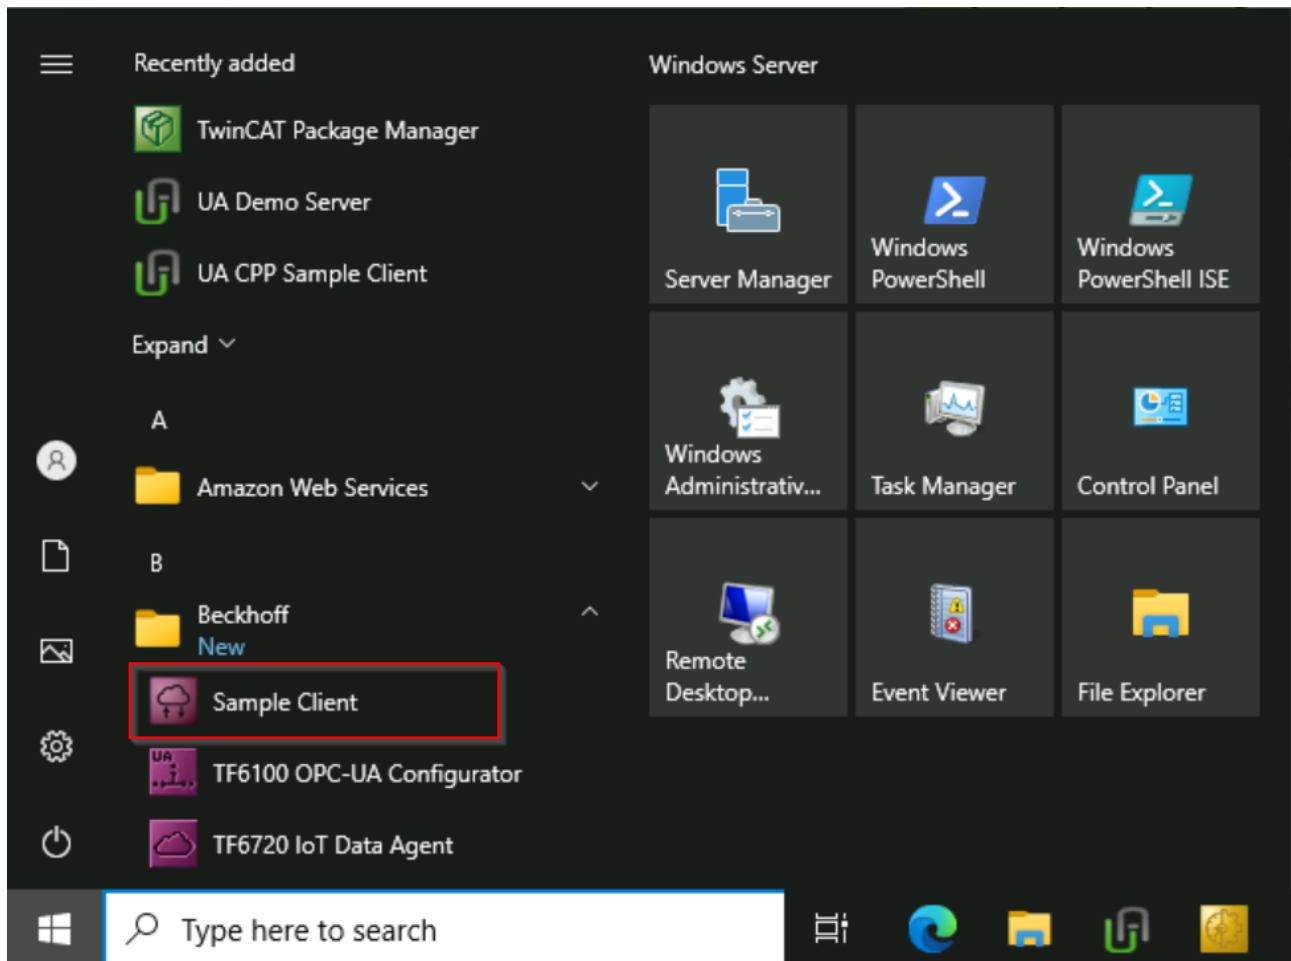 Recently added
TwinCAT Package Manager
UA Demo Server
UA CPP Sample Client
Expand
A
Amazon Web Services
B
Beckhoff
New
Sample Client
UA
TF6100 OPC-UA Configurator
TF6720 IoT Data Agent
Windows Server
Server Manager
Windows
PowerShell
Windows
PowerShell ISE
Windows
Administrativ...
Task Manager
Control Panel
Remote
Desktop...
Event Viewer
File Explorer
Type here to search